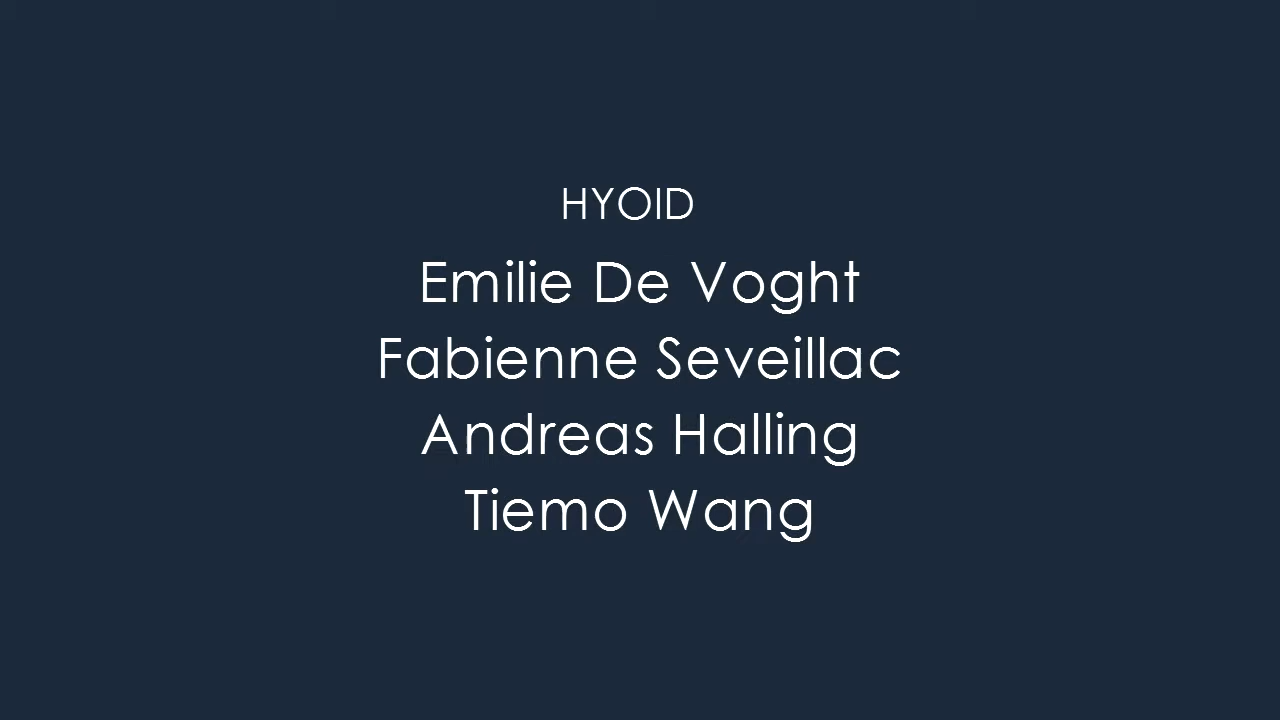 HYOID
Emilie De Voght
Fabienne Seveillac
Andreas Halling
Tiemo Wang